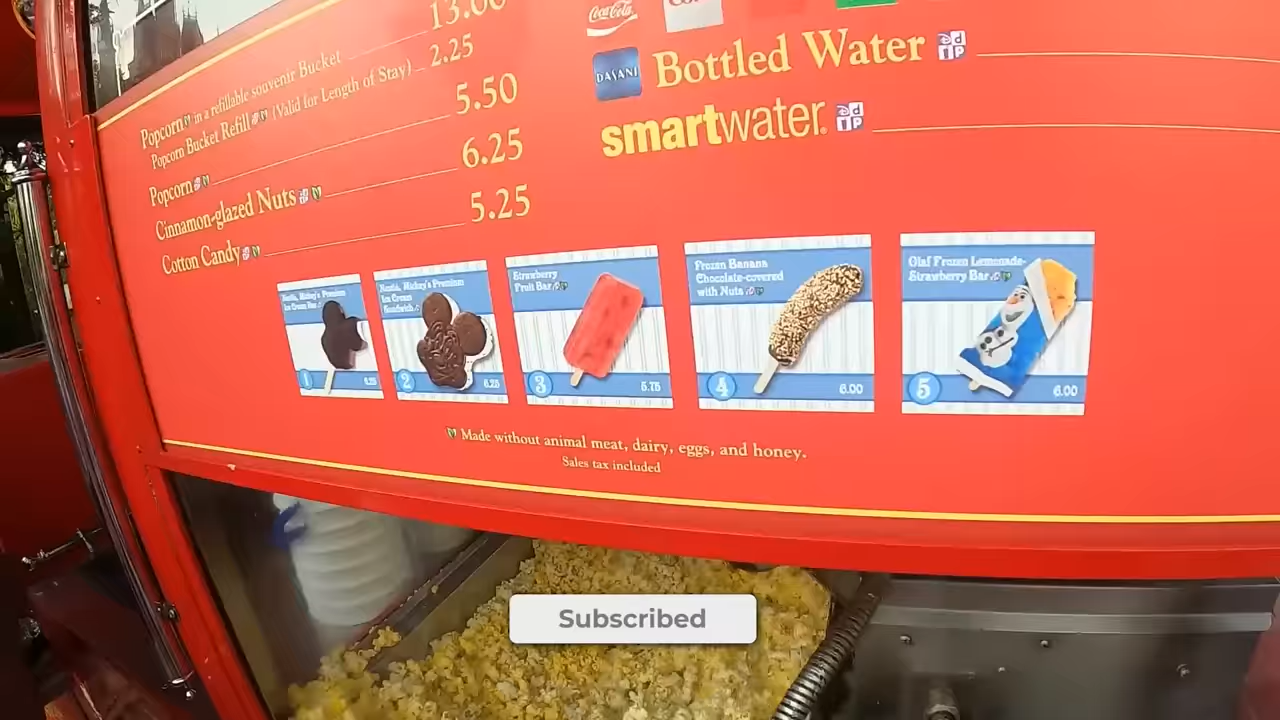 13.00
Popcorn in a refillable souvenir Bucket
2.25
Popcorn Bucket Refill (Valid for Length of Stay)
5.50
Popcorn
6.25
Cinnamon-glazed Nuts
5.25
Cotton Candy
Coca-Cola
DASANI Bottled Water
smartwater.
Nestlé, Mickey's Premium
Ice Cream Bar
1 6.25
Nestlé, Mickey's Premium
Ice Cream
Sandwich
2 6.25
Strawberry
Fruit Bar
3 5.75
Frozen Banana
Chocolate-covered
with Nuts
4 6.00
Olaf Frozen Lemonade-
Strawberry Bar
5 6.00
Made without animal meat, dairy, eggs, and honey.
Sales tax included
Subscribed